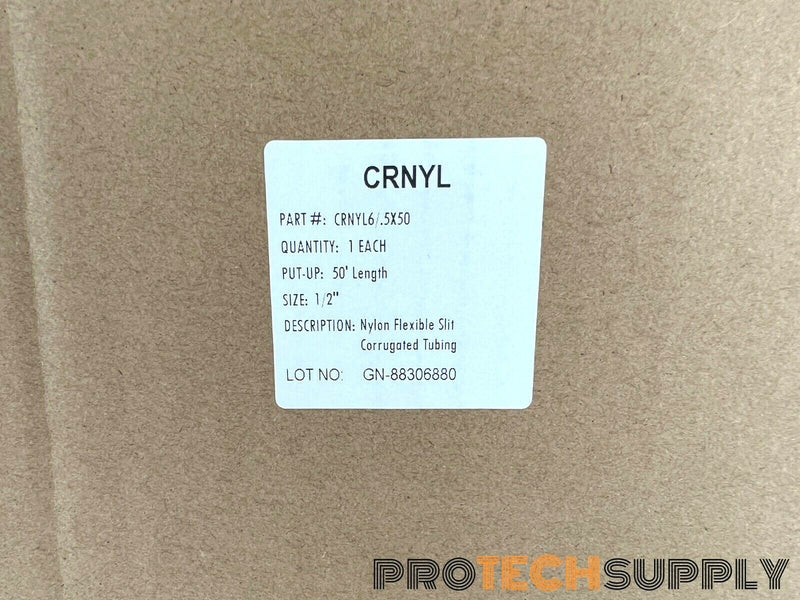 CRNYL
PART #: CRNYL6/.5X50
QUANTITY: 1 EACH
PUT-UP: 50' Length
SIZE: 1/2"
DESCRIPTION: Nylon Flexible Slit
Corrugated Tubing
LOT NO: GN-88306880
PROTECHSUPPLY